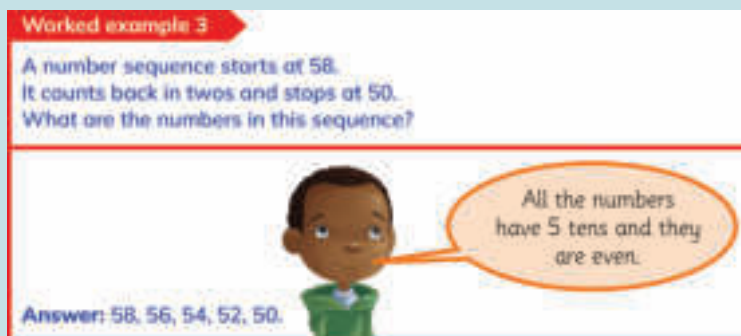 Worked example 3
A number sequence starts at 58.
It counts back in twos and stops at 50.
What are the numbers in this sequence?
All the numbers
have 5 tens and they
are even.
Answer: 58, 56, 54, 52, 50.